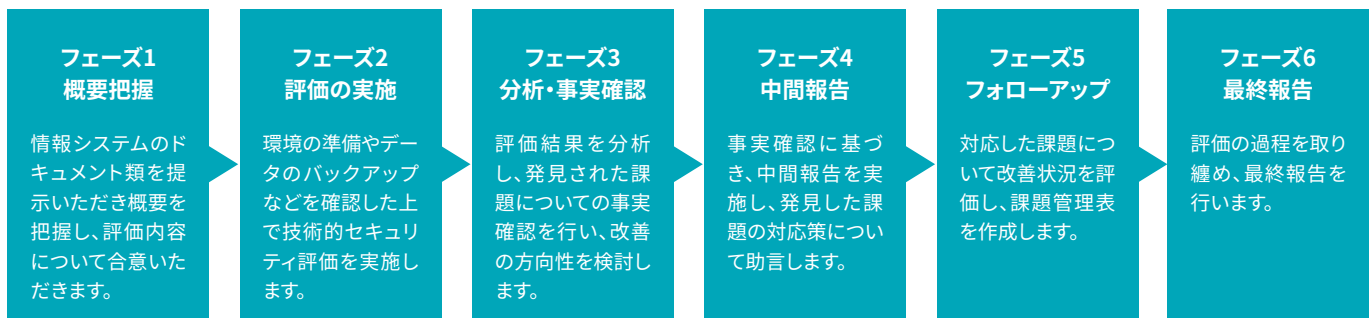 フェーズ1
概要把握
情報システムのド
キュメント類を提
示いただき概要を
把握し、評価内容
について合意いた
だきます。
フェーズ2
評価の実施
環境の準備やデー
タのバックアップ
などを確認した上
で技術的セキュリ
ティ評価を実施し
ます。
フェーズ3
分析・事実確認
評価結果を分析
し、発見された課
題についての事実
確認を行い、改善
の方向性を検討し
ます。
フェーズ4
中間報告
事実確認に基づ
き、中間報告を実
施し、発見した課
題の対応策につい
て助言します。
フェーズ5
フォローアップ
対応した課題につ
いて改善状況を評
価し、課題管理表
を作成します。
フェーズ6
最終報告
評価の過程を取り
纏め、最終報告を
行います。